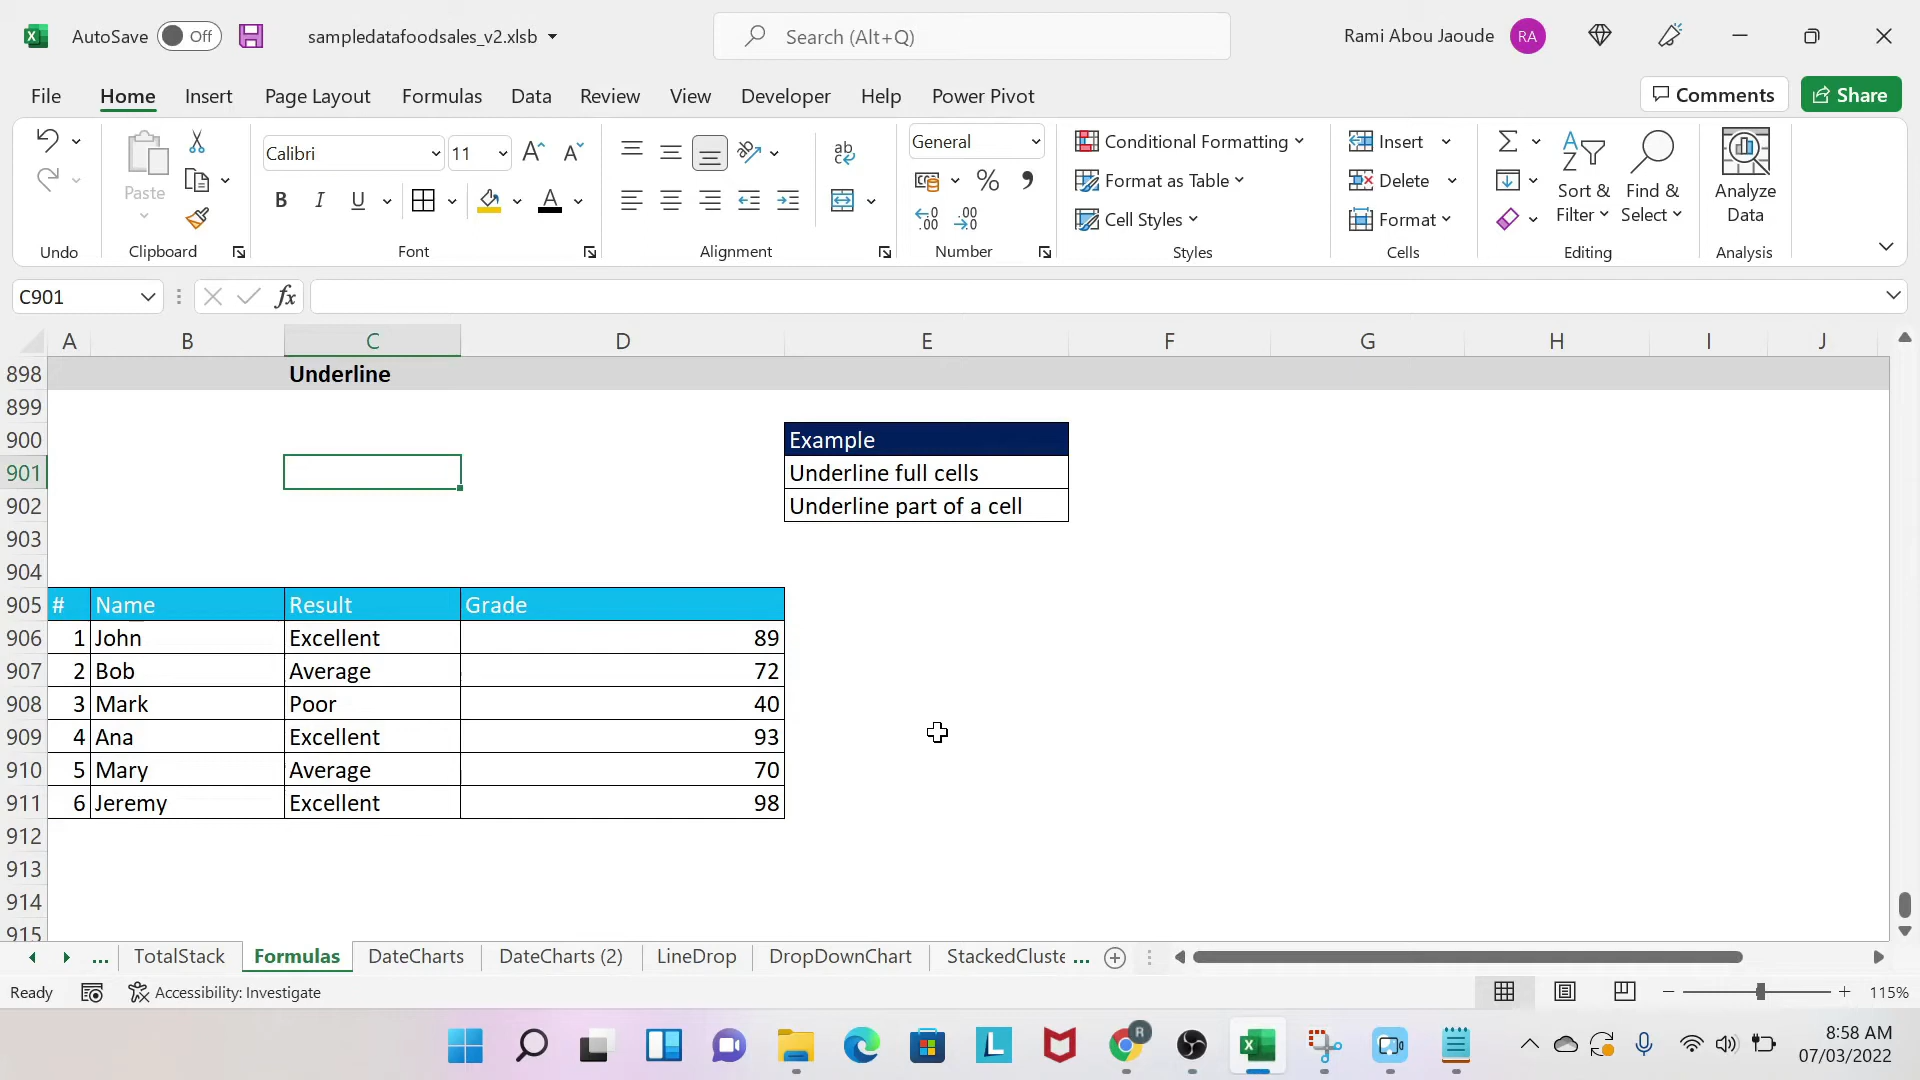 AutoSave Off sampledatafoodsales_v2.xlsb Search (Alt+Q) Rami Abou Jaoude RA
File Home Insert Page Layout Formulas Data Review View Developer Help Power Pivot Comments Share
Calibri 11 General Conditional Formatting Insert
Paste B I U Format as Table Delete Sort & Filter Find & Select Analyze Data
Cell Styles Format
Undo Clipboard Font Alignment Number Styles Cells Editing Analysis
C901 fx
A B C D E F G H I J
898 Underline
899
900 Example
901 Underline full cells
902 Underline part of a cell
903
904
905 # Name Result Grade
906 1 John Excellent 89
907 2 Bob Average 72
908 3 Mark Poor 40
909 4 Ana Excellent 93
910 5 Mary Average 70
911 6 Jeremy Excellent 98
912
913
914
915
... TotalStack Formulas DateCharts DateCharts (2) LineDrop DropDownChart StackedCluste ...
Ready Accessibility: Investigate 115%
L R 8:58 AM
07/03/2022